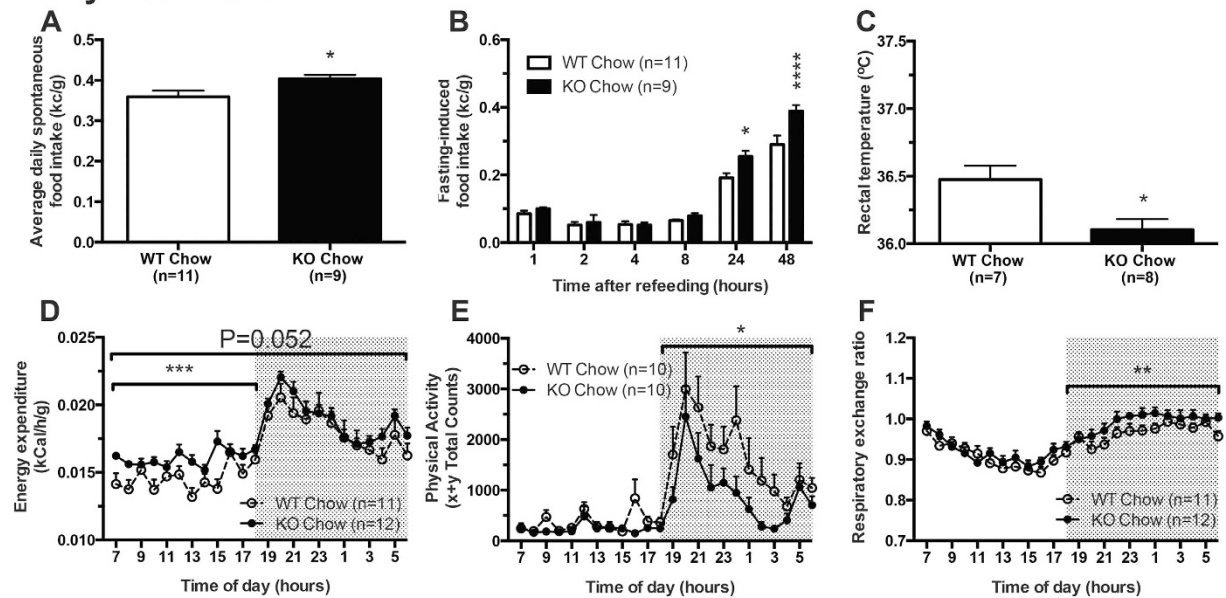 A
Average daily spontaneous
food intake (kc/g)
0.5
0.4
0.3
0.2
0.1
0.0
*
WT Chow
(n=11)
KO Chow
(n=9)
B
Fasting-induced
food intake (kc/g)
0.6
0.4
0.2
0.0
WT Chow (n=11)
KO Chow (n=9)
*
****
1 2 4 8 24 48
Time after refeeding (hours)
C
Rectal temperature (ºC)
37.5
37.0
36.5
36.0
*
WT Chow
(n=7)
KO Chow
(n=8)
D
Energy expenditure
(kCal/h/g)
0.025
0.020
0.015
0.010
P=0.052
***
WT Chow (n=11)
KO Chow (n=12)
7 9 11 13 15 17 19 21 23 1 3 5
Time of day (hours)
E
Physical Activity
(x+y Total Counts)
4000
3000
2000
1000
0
*
WT Chow (n=10)
KO Chow (n=10)
7 9 11 13 15 17 19 21 23 1 3 5
Time of day (hours)
F
Respiratory exchange ratio
1.2
1.1
1.0
0.9
0.8
0.7
**
WT Chow (n=11)
KO Chow (n=12)
7 9 11 13 15 17 19 21 23 1 3 5
Time of day (hours)